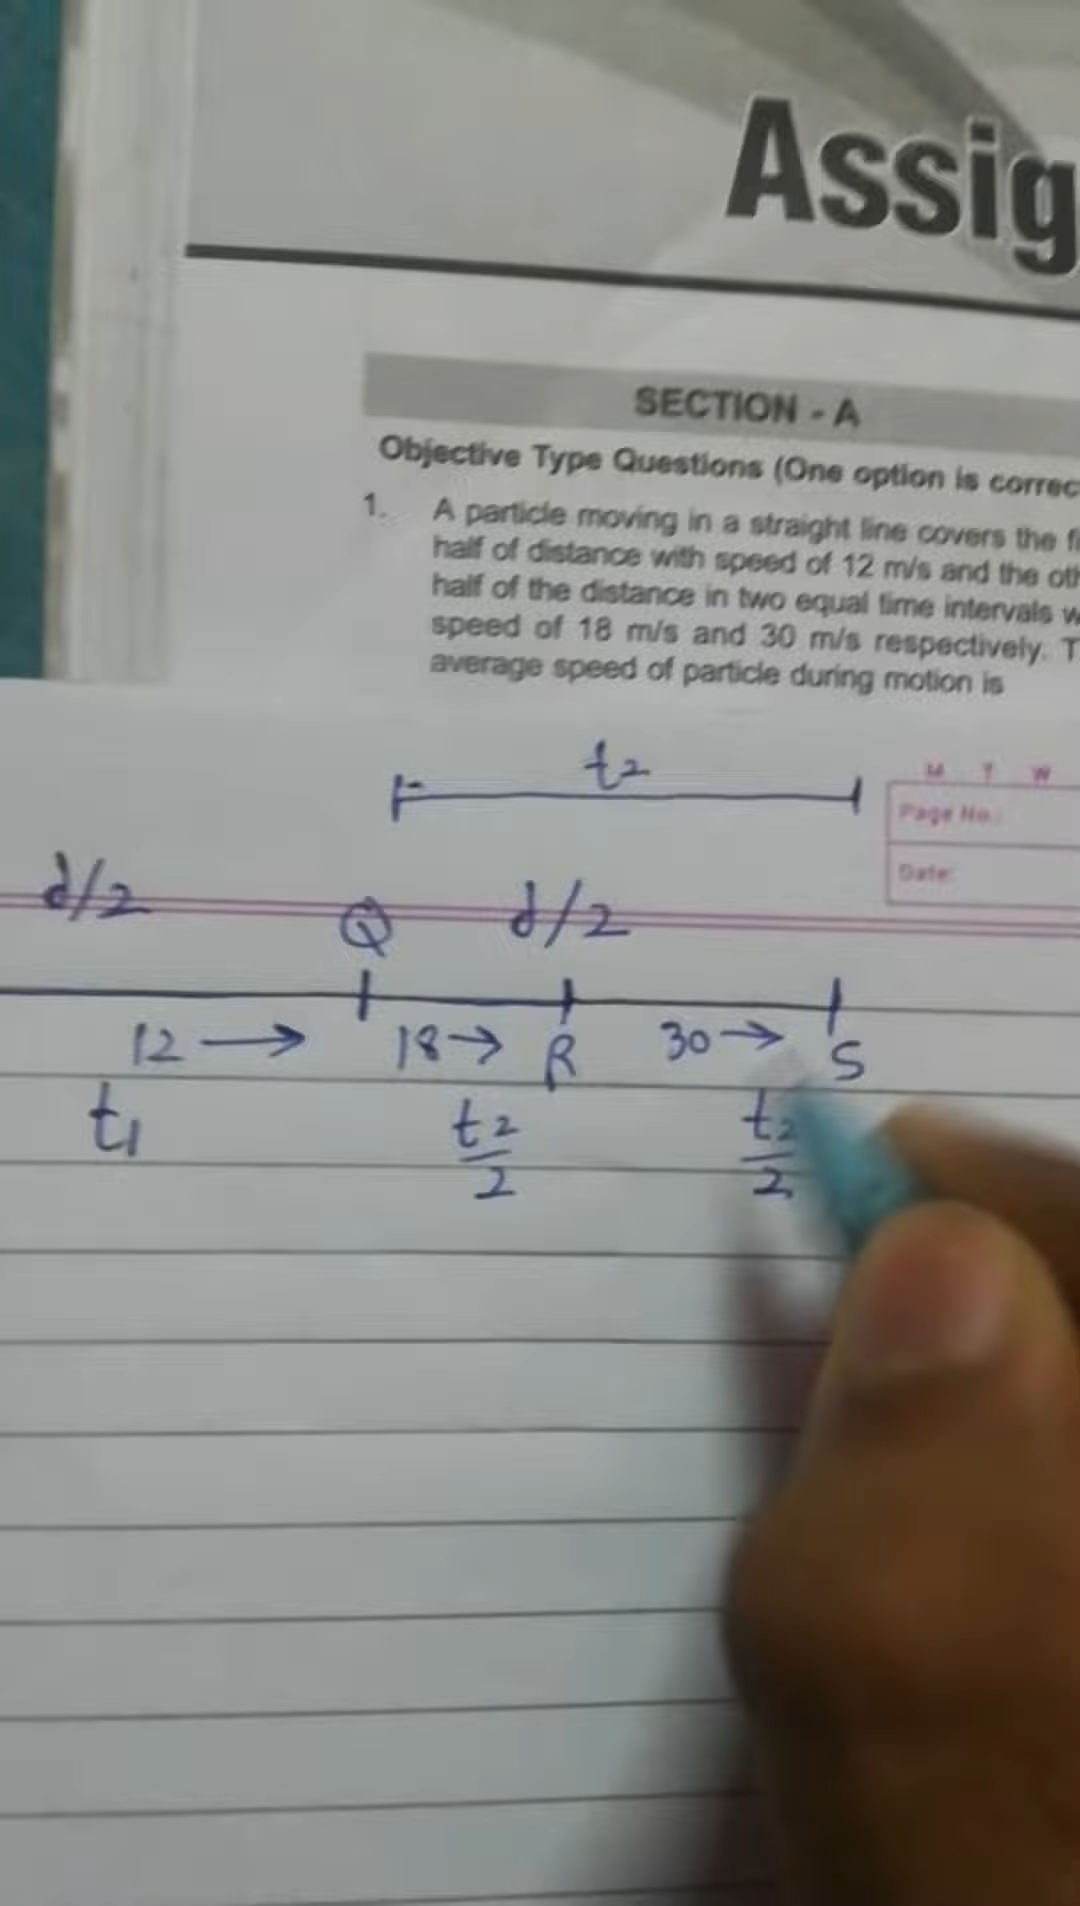 Assig
SECTION - A
Objective Type Questions (One option is correc
1. A particle moving in a straight line covers the fi
half of distance with speed of 12 m/s and the oth
half of the distance in two equal time intervals w
speed of 18 m/s and 30 m/s respectively. T
average speed of particle during motion is
t2
M T W
Page No.:
Date:
d/2 Q d/2
12 → 18 → R 30 → S
t1 t2/2 t2/2